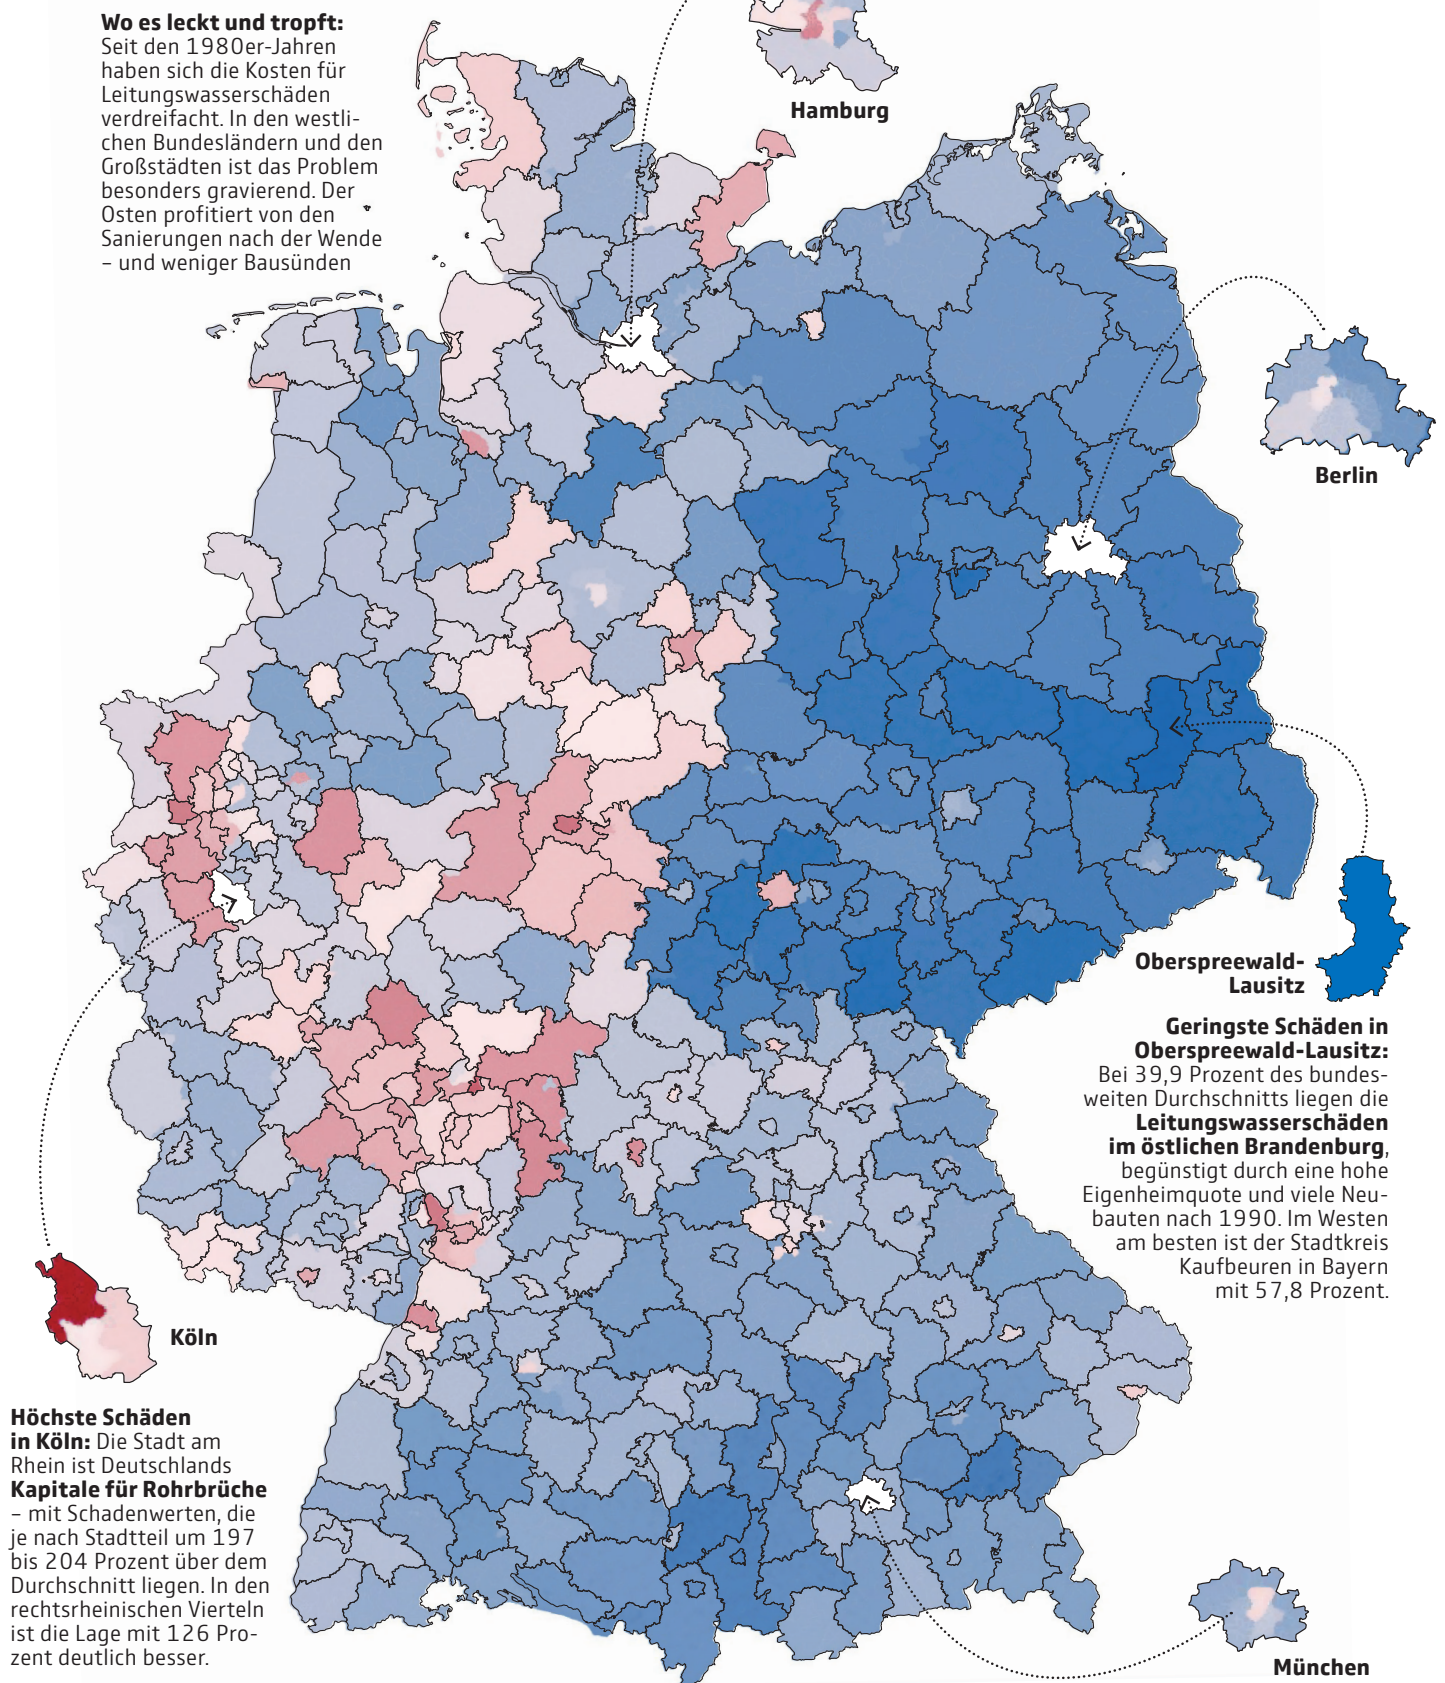 Wo es leckt und tropft:
Seit den 1980er-Jahren
haben sich die Kosten für
Leitungswasserschäden
verdreifacht. In den westli-
chen Bundesländern und den
Großstädten ist das Problem
besonders gravierend. Der
Osten profitiert von den
Sanierungen nach der Wende
– und weniger Bausünden
Hamburg
Berlin
Oberspreewald-
Lausitz
Geringste Schäden in
Oberspreewald-Lausitz:
Bei 39,9 Prozent des bundes-
weiten Durchschnitts liegen die
Leitungswasserschäden
im östlichen Brandenburg,
begünstigt durch eine hohe
Eigenheimquote und viele Neu-
bauten nach 1990. Im Westen
am besten ist der Stadtkreis
Kaufbeuren in Bayern
mit 57,8 Prozent.
Köln
Höchste Schäden
in Köln: Die Stadt am
Rhein ist Deutschlands
Kapitale für Rohrbrüche
– mit Schadenwerten, die
je nach Stadtteil um 197
bis 204 Prozent über dem
Durchschnitt liegen. In den
rechtsrheinischen Vierteln
ist die Lage mit 126 Pro-
zent deutlich besser.
München